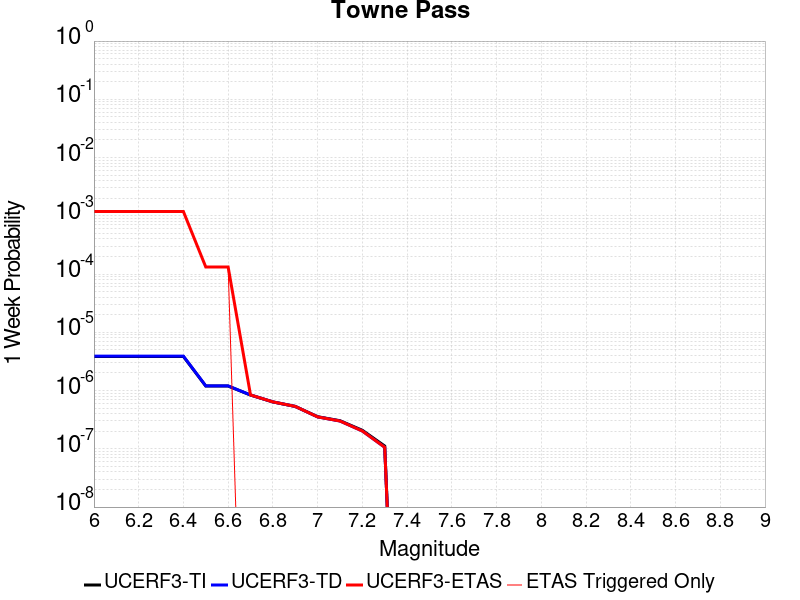 Towne Pass
10^0
10^-1
10^-2
10^-3
10^-4
10^-5
10^-6
10^-7
10^-8
1 Week Probability
6 6.2 6.4 6.6 6.8 7 7.2 7.4 7.6 7.8 8 8.2 8.4 8.6 8.8 9
Magnitude
UCERF3-TI UCERF3-TD UCERF3-ETAS ETAS Triggered Only